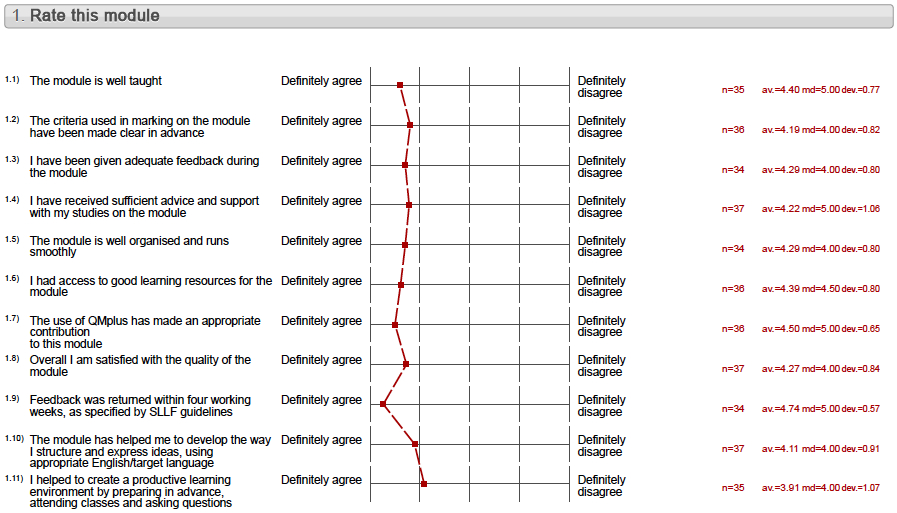 1. Rate this module
1.1) The module is well taught Definitely agree Definitely
disagree n=35 av.=4.40 md=5.00 dev.=0.77
1.2) The criteria used in marking on the module
have been made clear in advance Definitely agree Definitely
disagree n=36 av.=4.19 md=4.00 dev.=0.82
1.3) I have been given adequate feedback during
the module Definitely agree Definitely
disagree n=34 av.=4.29 md=4.00 dev.=0.80
1.4) I have received sufficient advice and support
with my studies on the module Definitely agree Definitely
disagree n=37 av.=4.22 md=5.00 dev.=1.06
1.5) The module is well organised and runs
smoothly Definitely agree Definitely
disagree n=34 av.=4.29 md=4.00 dev.=0.80
1.6) I had access to good learning resources for the
module Definitely agree Definitely
disagree n=36 av.=4.39 md=4.50 dev.=0.80
1.7) The use of QMplus has made an appropriate
contribution
to this module Definitely agree Definitely
disagree n=36 av.=4.50 md=5.00 dev.=0.65
1.8) Overall I am satisfied with the quality of the
module Definitely agree Definitely
disagree n=37 av.=4.27 md=4.00 dev.=0.84
1.9) Feedback was returned within four working
weeks, as specified by SLLF guidelines Definitely agree Definitely
disagree n=34 av.=4.74 md=5.00 dev.=0.57
1.10) The module has helped me to develop the way
I structure and express ideas, using
appropriate English/target language Definitely agree Definitely
disagree n=37 av.=4.11 md=4.00 dev.=0.91
1.11) I helped to create a productive learning
environment by preparing in advance,
attending classes and asking questions Definitely agree Definitely
disagree n=35 av.=3.91 md=4.00 dev.=1.07